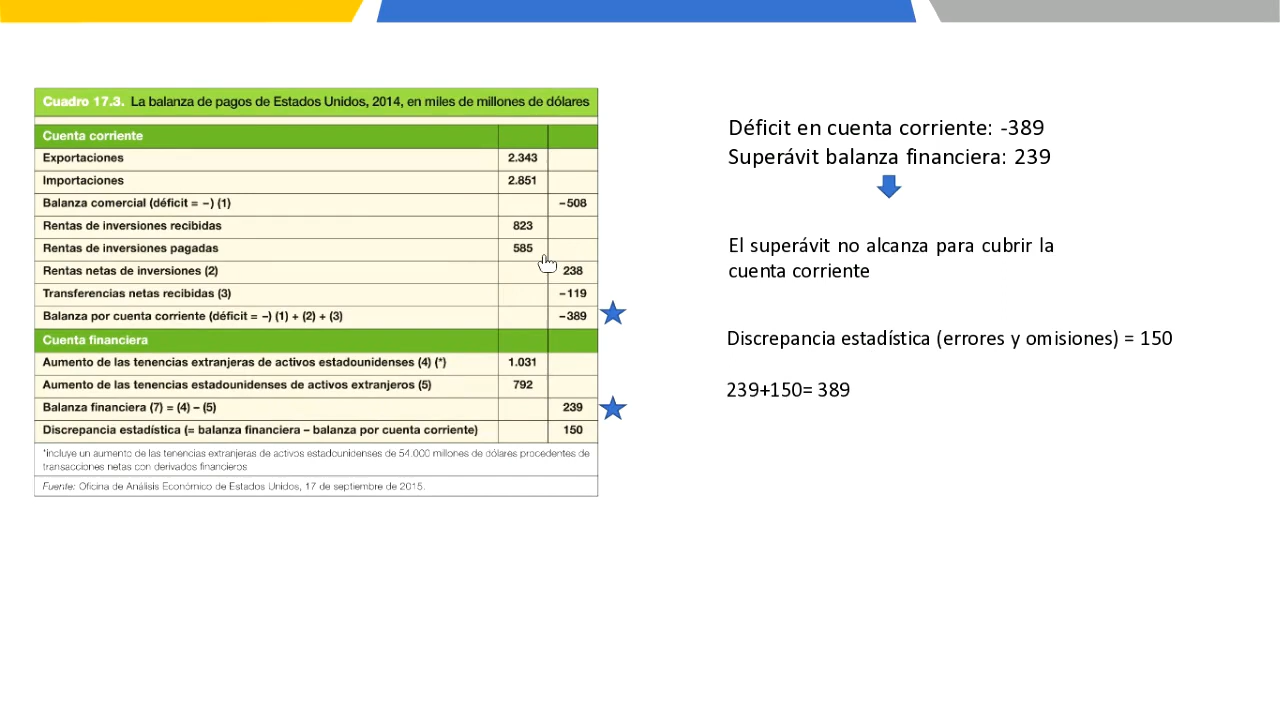 Cuadro 17.3. La balanza de pagos de Estados Unidos, 2014, en miles de millones de dólares
Cuenta corriente
Exportaciones 2.343
Importaciones 2.851
Balanza comercial (déficit = −) (1) −508
Rentas de inversiones recibidas 823
Rentas de inversiones pagadas 585
Rentas netas de inversiones (2) 238
Transferencias netas recibidas (3) −119
Balanza por cuenta corriente (déficit = −) (1) + (2) + (3) −389
Cuenta financiera
Aumento de las tenencias extranjeras de activos estadounidenses (4) (*) 1.031
Aumento de las tenencias estadounidenses de activos extranjeros (5) 792
Balanza financiera (7) = (4) − (5) 239
Discrepancia estadística (= balanza financiera − balanza por cuenta corriente) 150
*incluye un aumento de las tenencias extranjeras de activos estadounidenses de 54.000 millones de dólares procedentes de
transacciones netas con derivados financieros
Fuente: Oficina de Análisis Económico de Estados Unidos, 17 de septiembre de 2015.
Déficit en cuenta corriente: -389
Superávit balanza financiera: 239
El superávit no alcanza para cubrir la
cuenta corriente
Discrepancia estadística (errores y omisiones) = 150
239+150= 389